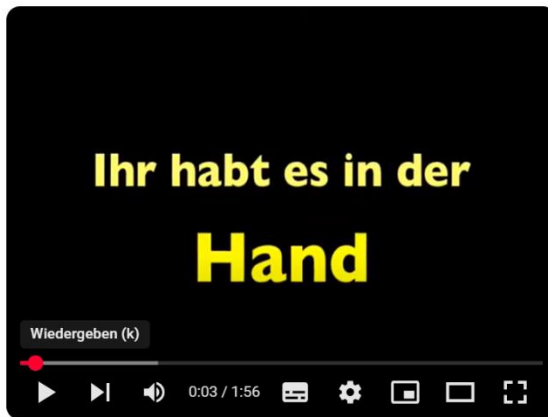 Ihr habt es in der
Hand
Wiedergeben (k)
0:03 / 1:56